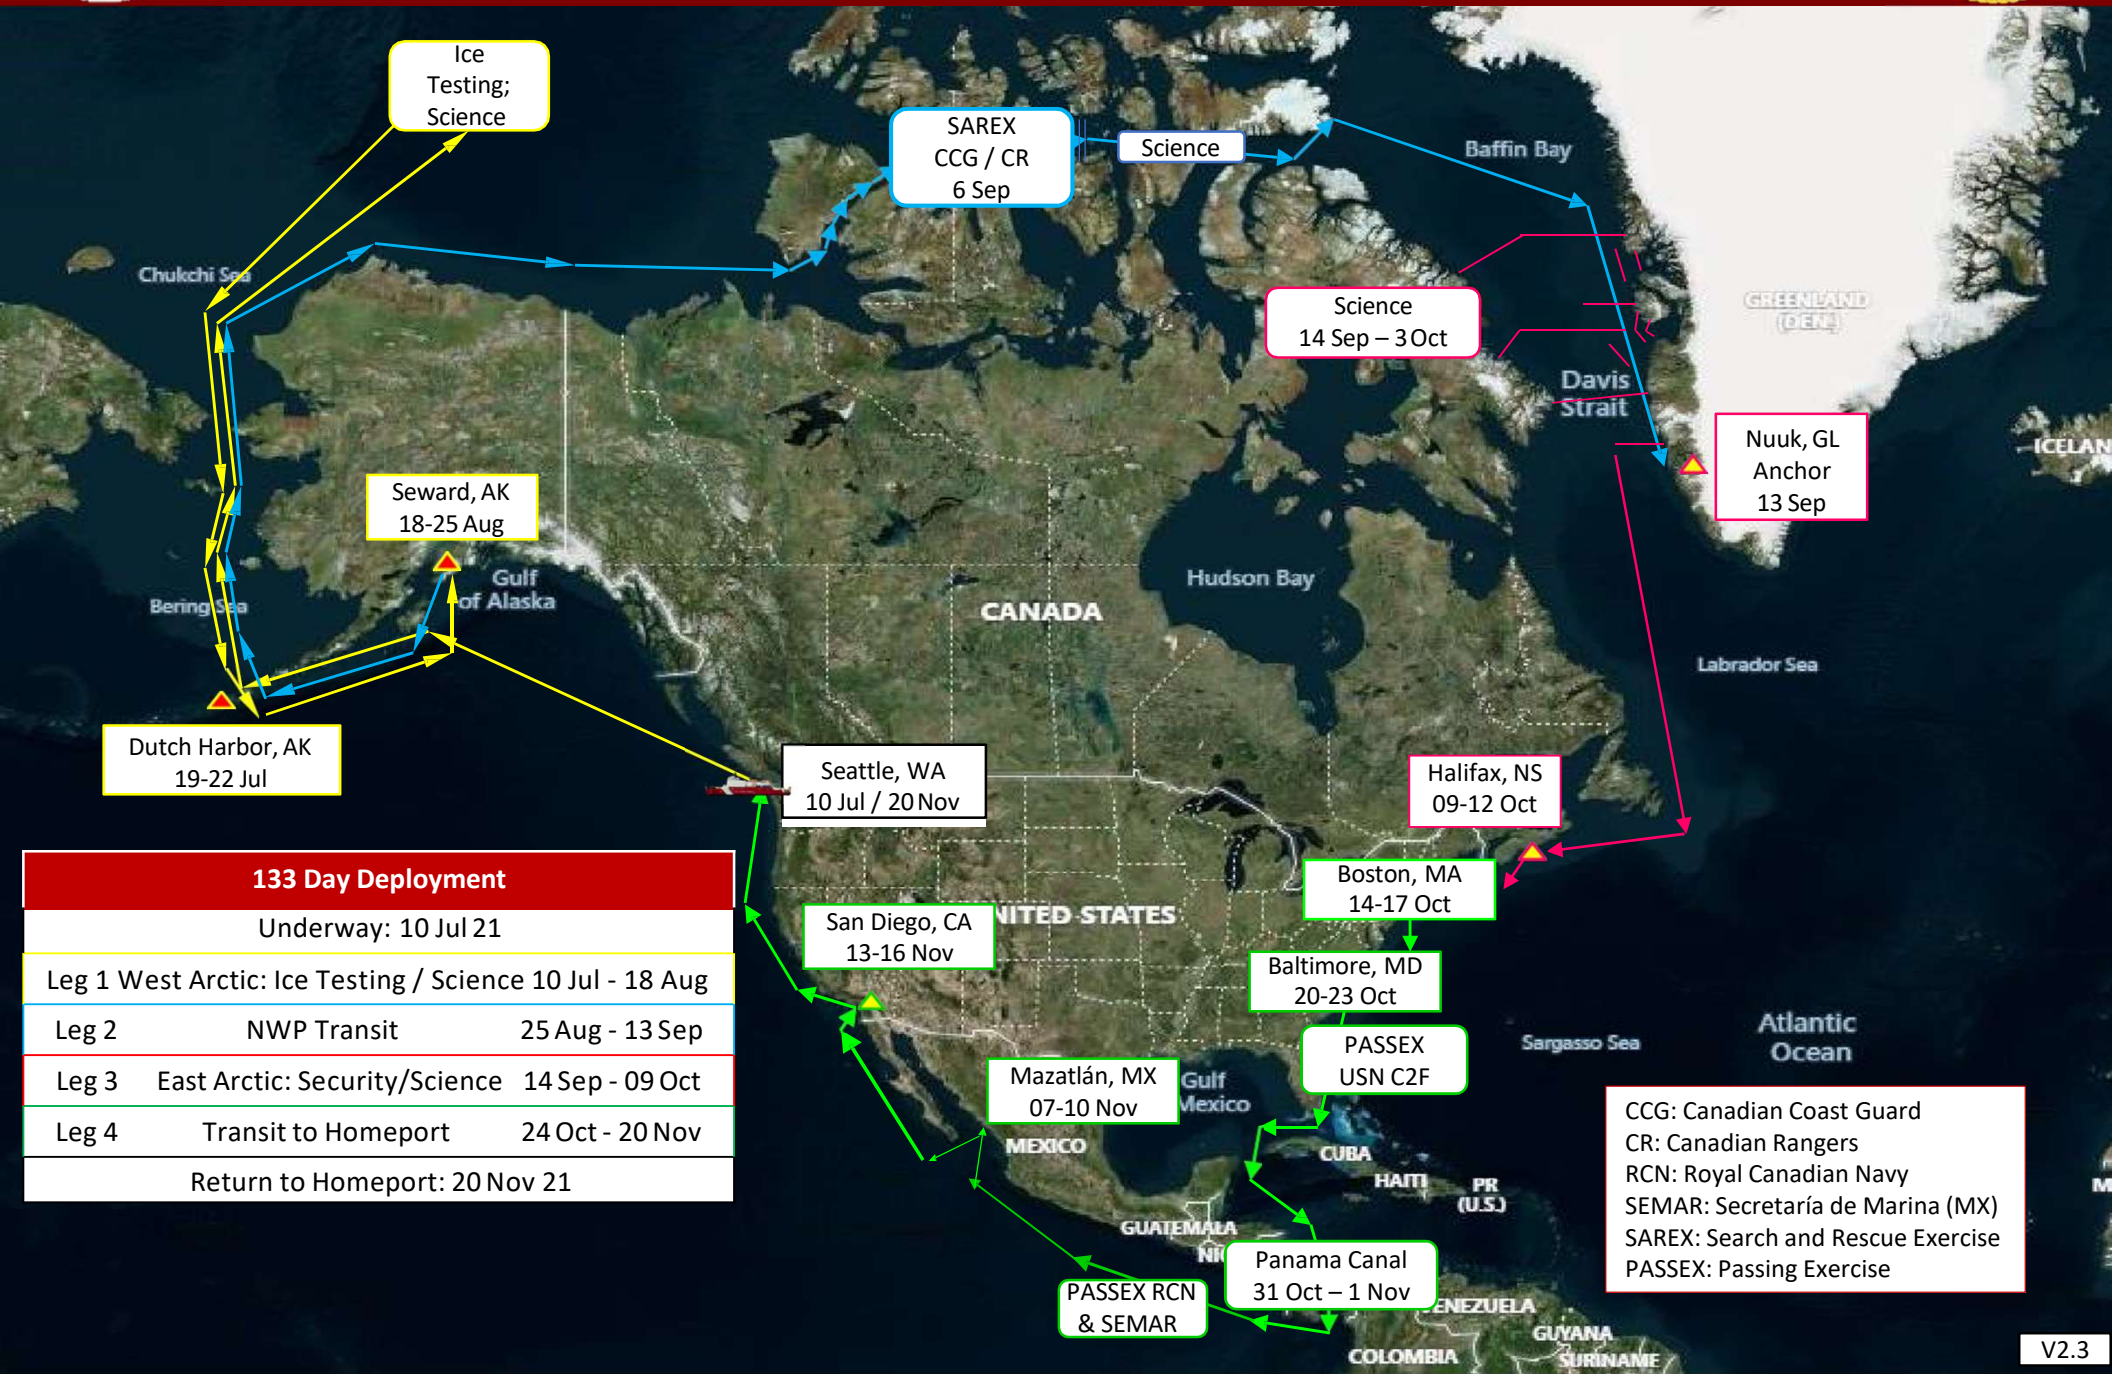 Ice
Testing;
Science
SAREX
CCG / CR
6 Sep
Science
Baffin Bay
Chukchi Sea
GREENLAND
(DEN.)
Science
14 Sep – 3 Oct
Davis
Strait
Nuuk, GL
Anchor
13 Sep
Seward, AK
18-25 Aug
Gulf
of Alaska
Bering Sea
Hudson Bay
CANADA
Labrador Sea
Dutch Harbor, AK
19-22 Jul
Seattle, WA
10 Jul / 20 Nov
Halifax, NS
09-12 Oct
Boston, MA
14-17 Oct
133 Day Deployment
Underway: 10 Jul 21
Leg 1 West Arctic: Ice Testing / Science 10 Jul - 18 Aug
Leg 2 NWP Transit 25 Aug - 13 Sep
Leg 3 East Arctic: Security/Science 14 Sep - 09 Oct
Leg 4 Transit to Homeport 24 Oct - 20 Nov
Return to Homeport: 20 Nov 21
San Diego, CA
13-16 Nov
NITED STATES
Baltimore, MD
20-23 Oct
Sargasso Sea
Atlantic
Ocean
PASSEX
USN C2F
Mazatlán, MX
07-10 Nov
Gulf
Mexico
MEXICO
CUBA
HAITI
PR
(U.S.)
GUATEMALA
NIC
Panama Canal
31 Oct – 1 Nov
PASSEX RCN
& SEMAR
ENEZUELA
GUYANA
SURINAME
COLOMBIA
CCG: Canadian Coast Guard
CR: Canadian Rangers
RCN: Royal Canadian Navy
SEMAR: Secretaría de Marina (MX)
SAREX: Search and Rescue Exercise
PASSEX: Passing Exercise
ICELAN
M
V2.3